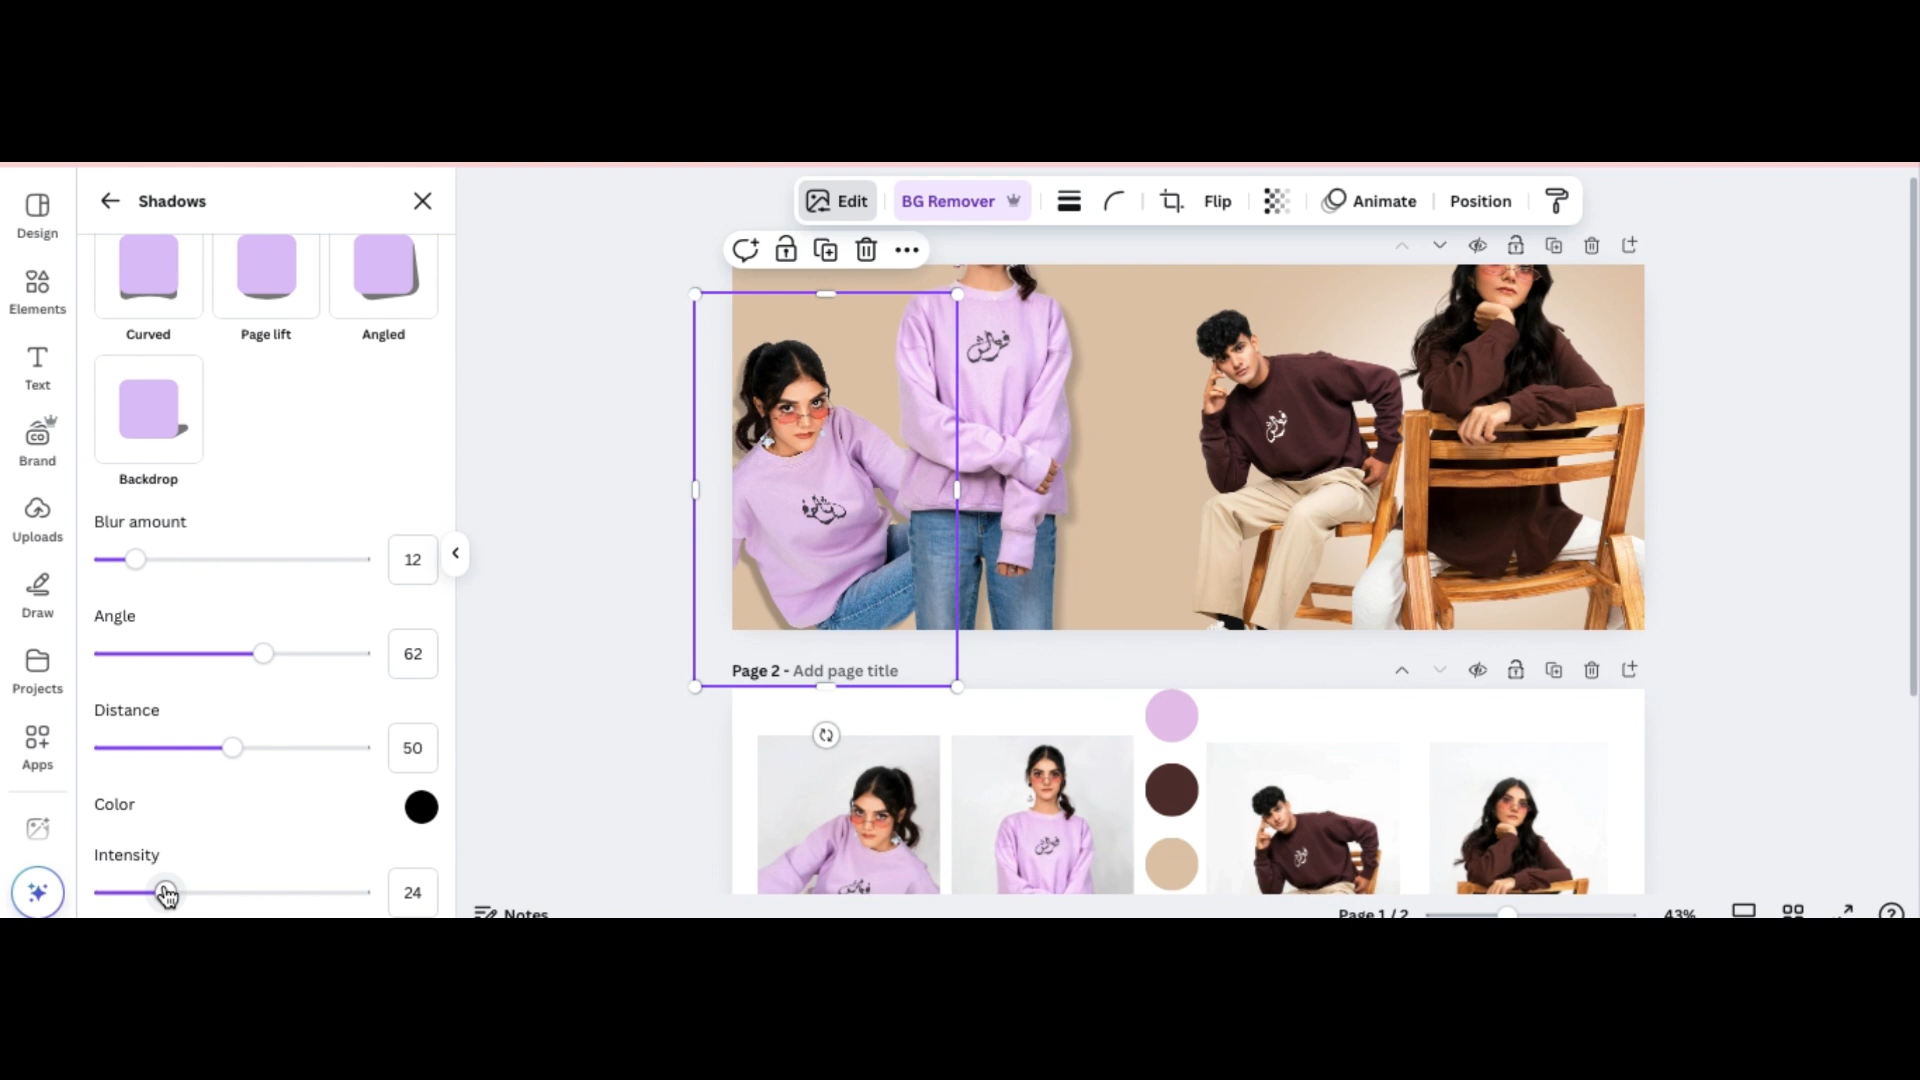 Shadows
Edit
BG Remover
Flip
Animate
Position
Design
Elements
Text
Brand
Uploads
Draw
Projects
Apps
Curved
Page lift
Angled
Backdrop
Blur amount
12
Angle
62
Distance
50
Color
Intensity
24
Page 2 - Add page title
Notes
Page 1 / 2
43%